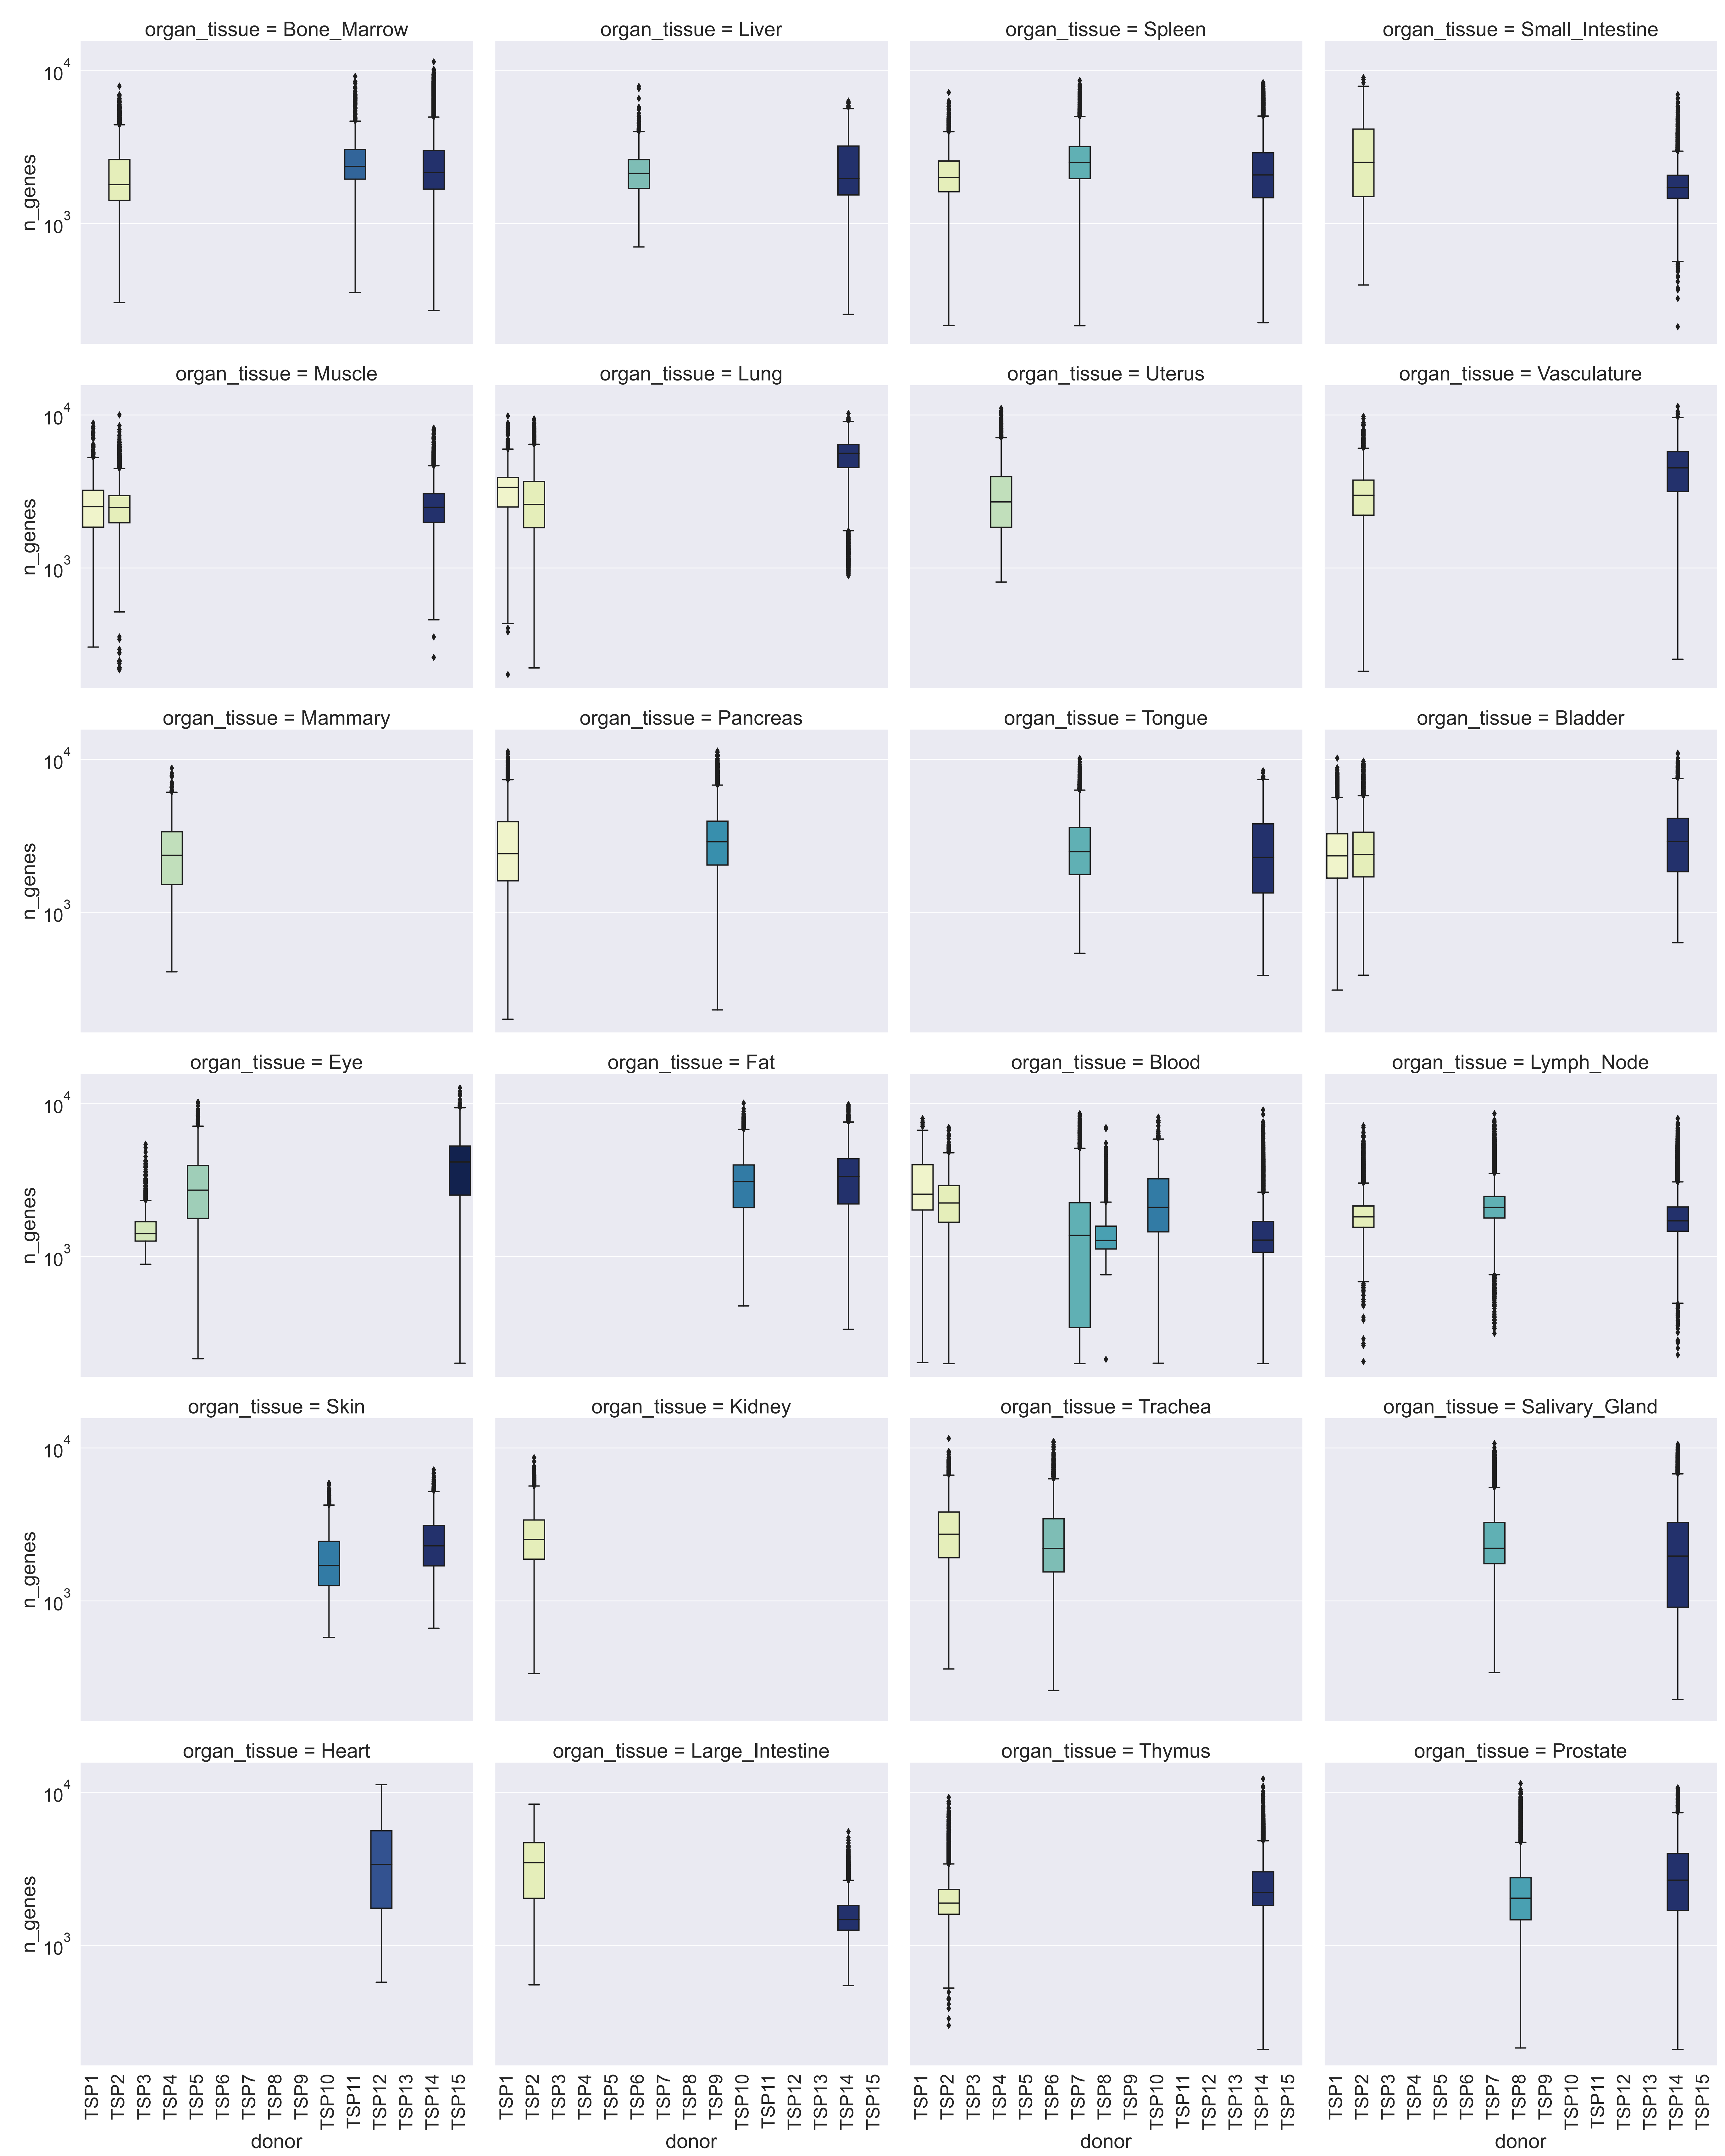 organ_tissue = Bone_Marrow
organ_tissue = Liver
organ_tissue = Spleen
organ_tissue = Small_Intestine
n_genes
10^4
10^3
organ_tissue = Muscle
organ_tissue = Lung
organ_tissue = Uterus
organ_tissue = Vasculature
n_genes
10^4
10^3
organ_tissue = Mammary
organ_tissue = Pancreas
organ_tissue = Tongue
organ_tissue = Bladder
n_genes
10^4
10^3
organ_tissue = Eye
organ_tissue = Fat
organ_tissue = Blood
organ_tissue = Lymph_Node
n_genes
10^4
10^3
organ_tissue = Skin
organ_tissue = Kidney
organ_tissue = Trachea
organ_tissue = Salivary_Gland
n_genes
10^4
10^3
organ_tissue = Heart
organ_tissue = Large_Intestine
organ_tissue = Thymus
organ_tissue = Prostate
n_genes
10^4
10^3
TSP1
TSP2
TSP3
TSP4
TSP5
TSP6
TSP7
TSP8
TSP9
TSP10
TSP11
TSP12
TSP13
TSP14
TSP15
donor
TSP1
TSP2
TSP3
TSP4
TSP5
TSP6
TSP7
TSP8
TSP9
TSP10
TSP11
TSP12
TSP13
TSP14
TSP15
donor
TSP1
TSP2
TSP3
TSP4
TSP5
TSP6
TSP7
TSP8
TSP9
TSP10
TSP11
TSP12
TSP13
TSP14
TSP15
donor
TSP1
TSP2
TSP3
TSP4
TSP5
TSP6
TSP7
TSP8
TSP9
TSP10
TSP11
TSP12
TSP13
TSP14
TSP15
donor